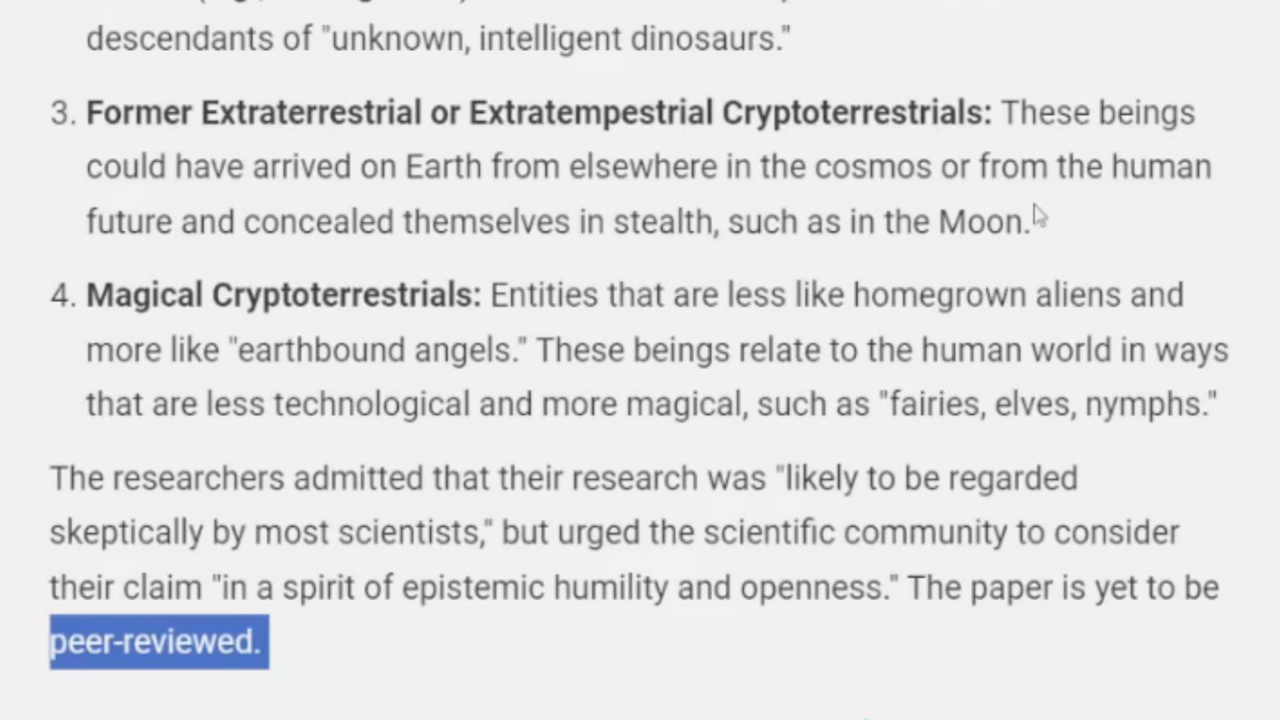 descendants of "unknown, intelligent dinosaurs."
3. Former Extraterrestrial or Extratempestrial Cryptoterrestrials: These beings
could have arrived on Earth from elsewhere in the cosmos or from the human
future and concealed themselves in stealth, such as in the Moon.
4. Magical Cryptoterrestrials: Entities that are less like homegrown aliens and
more like "earthbound angels." These beings relate to the human world in ways
that are less technological and more magical, such as "fairies, elves, nymphs."
The researchers admitted that their research was "likely to be regarded
skeptically by most scientists," but urged the scientific community to consider
their claim "in a spirit of epistemic humility and openness." The paper is yet to be
peer-reviewed.